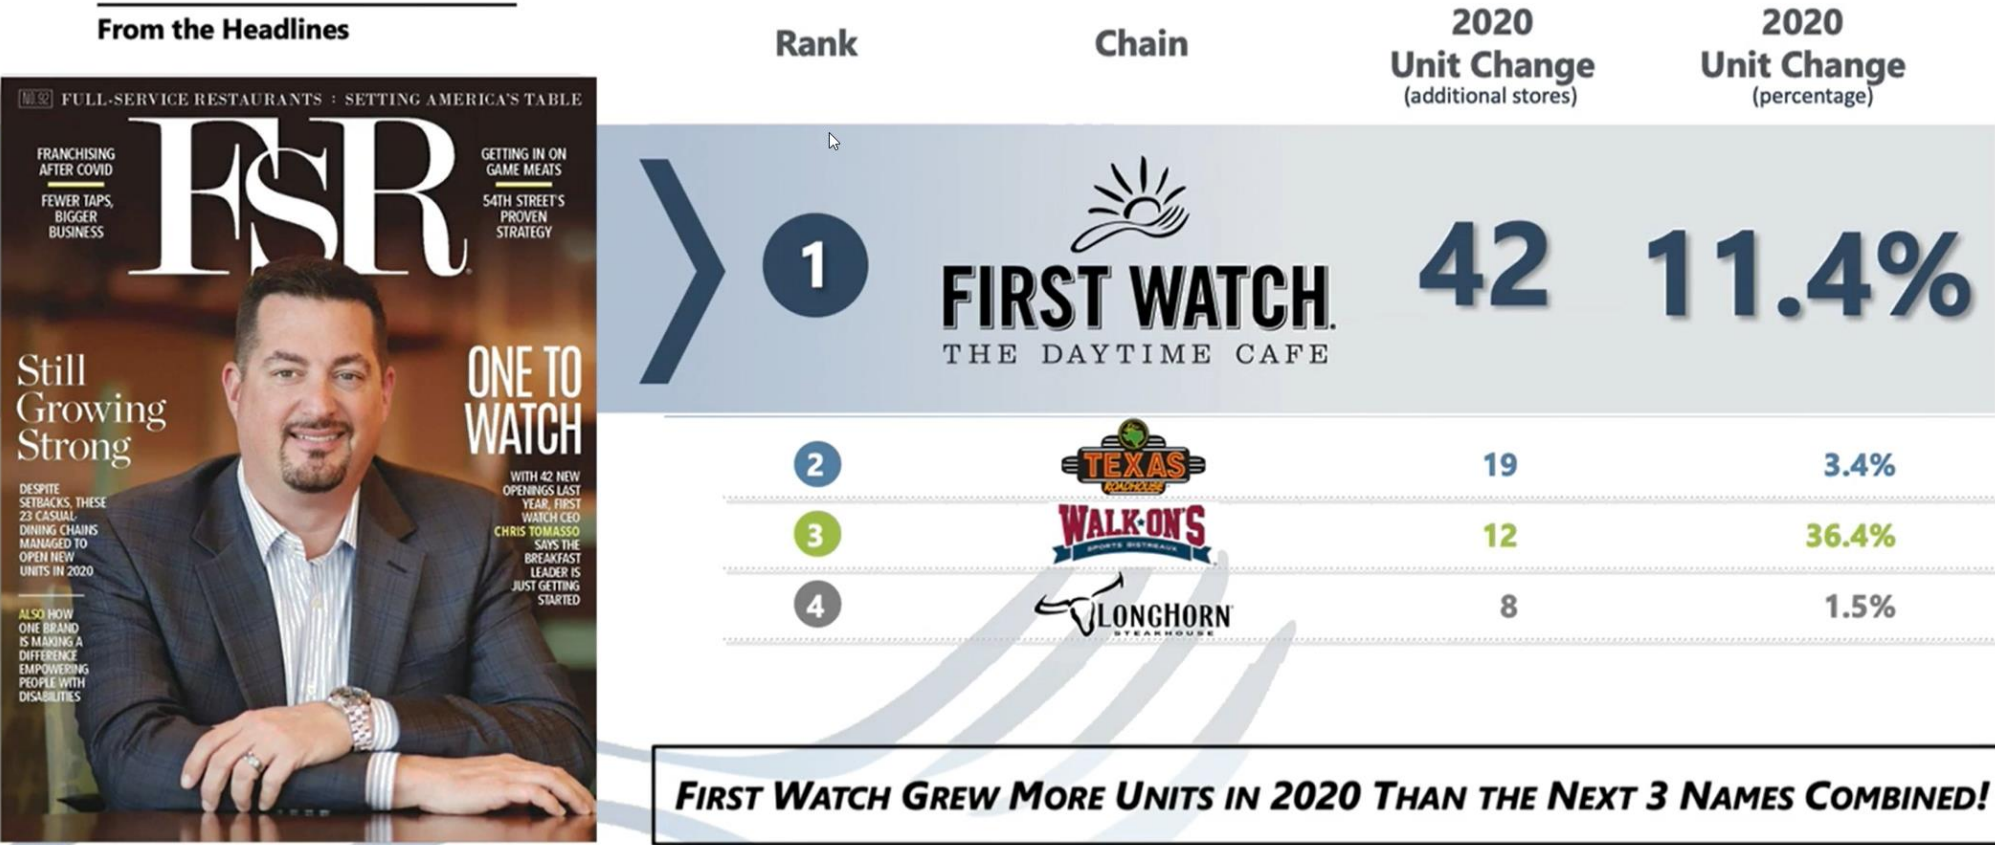 From the Headlines
NO.92 FULL-SERVICE RESTAURANTS : SETTING AMERICA'S TABLE
FSR
FRANCHISING
AFTER COVID
FEWER TAPS,
BIGGER
BUSINESS
GETTING IN ON
GAME MEATS
54TH STREET'S
PROVEN
STRATEGY
Still
Growing
Strong
DESPITE
SETBACKS, THESE
23 CASUAL-
DINING CHAINS
MANAGED TO
OPEN NEW
UNITS IN 2020
ALSO HOW
ONE BRAND
IS MAKING A
DIFFERENCE
EMPOWERING
PEOPLE WITH
DISABILITIES
ONE TO
WATCH
WITH 42 NEW
OPENINGS LAST
YEAR, FIRST
WATCH CEO
CHRIS TOMASSO
SAYS THE
BREAKFAST
LEADER IS
JUST GETTING
STARTED
Rank Chain 2020 Unit Change (additional stores) 2020 Unit Change (percentage)
1 FIRST WATCH. 42 11.4%
THE DAYTIME CAFE
2 TEXAS ROADHOUSE 19 3.4%
3 WALK-ON'S SPORTS BISTREAUX 12 36.4%
4 LONGHORN STEAKHOUSE 8 1.5%
FIRST WATCH GREW MORE UNITS IN 2020 THAN THE NEXT 3 NAMES COMBINED!